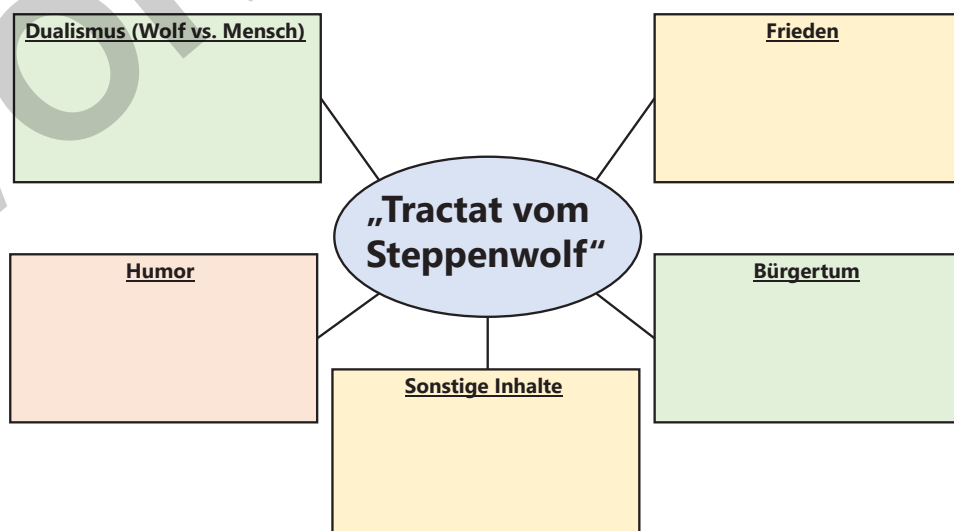 Dualismus (Wolf vs. Mensch)
Frieden
„Tractat vom
Steppenwolf“
Humor
Bürgertum
Sonstige Inhalte